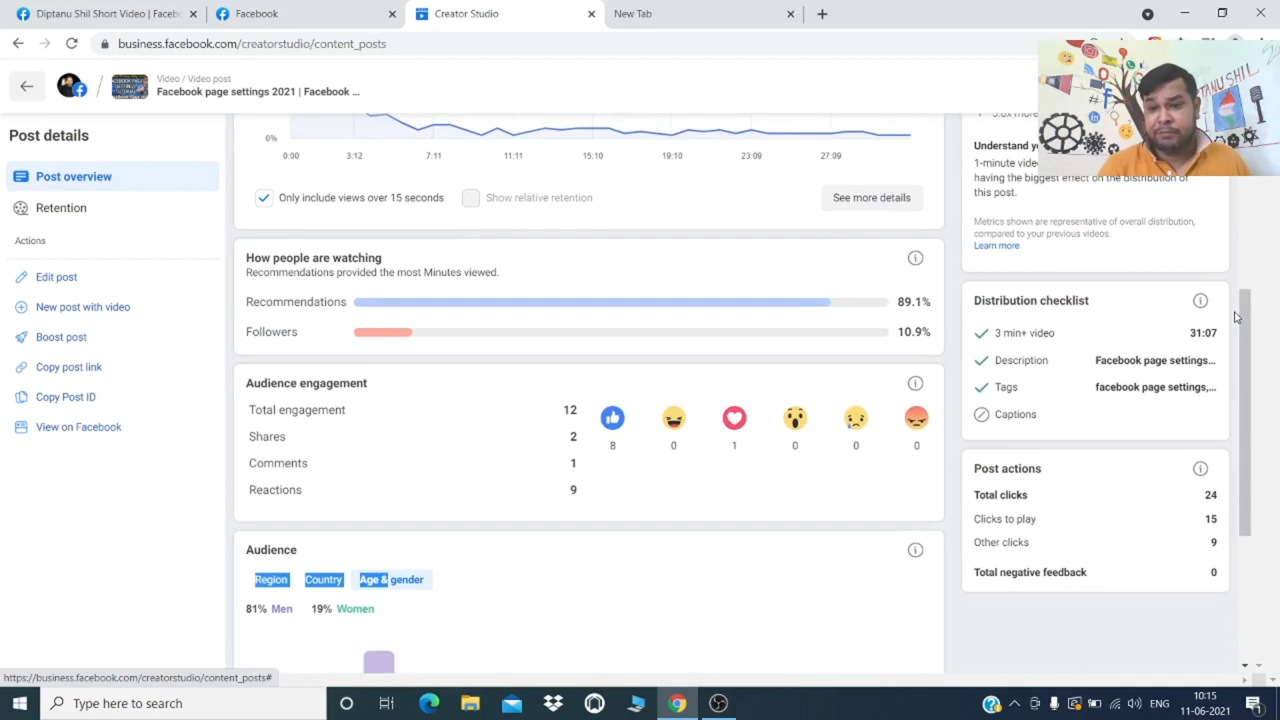 Diptanu Shil Short Video | Faceb
Facebook
Creator Studio
New Tab
business.facebook.com/creatorstudio/content_posts
Video / Video post
Facebook page settings 2021 | Facebook ...
Post details
Post overview
Retention
Actions
Edit post
New post with video
Boost post
Copy post link
Copy Post ID
View on Facebook
0%
0:00 3:12 7:11 11:11 15:10 19:10 23:09 27:09
Only include views over 15 seconds
Show relative retention
See more details
How people are watching
Recommendations provided the most Minutes viewed.
Recommendations 89.1%
Followers 10.9%
Audience engagement
Total engagement 12
Shares 2
Comments 1
Reactions 9
8 0 1 0 0 0
Audience
Region Country Age & gender
81% Men 19% Women
Understand
1-minute
having the biggest effect on the distribution of
this post.
Metrics shown are representative of overall distribution,
compared to your previous videos.
Learn more
Distribution checklist
3 min+ video 31:07
Description Facebook page settings...
Tags facebook page settings,...
Captions
Post actions
Total clicks 24
Clicks to play 15
Other clicks 9
Total negative feedback 0
https://business.facebook.com/creatorstudio/content_posts#
Type here to search
ENG
10:15
11-06-2021